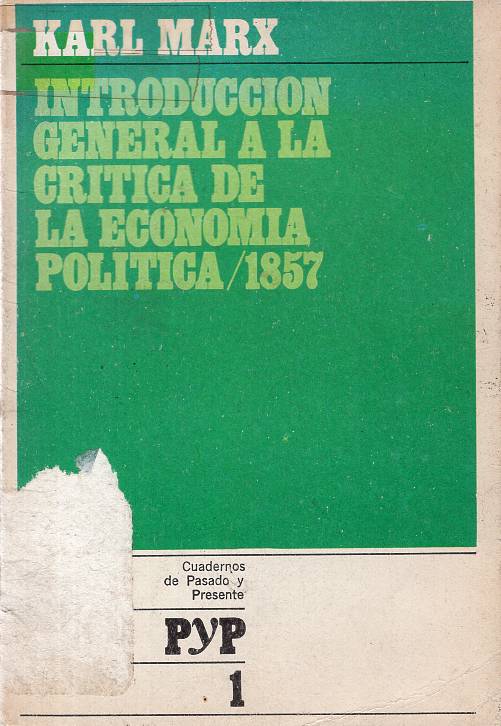 KARL MARX
INTRODUCCION
GENERAL A LA
CRITICA DE
LA ECONOMIA
POLITICA/1857
Cuadernos
de Pasado y
Presente
PYP
1